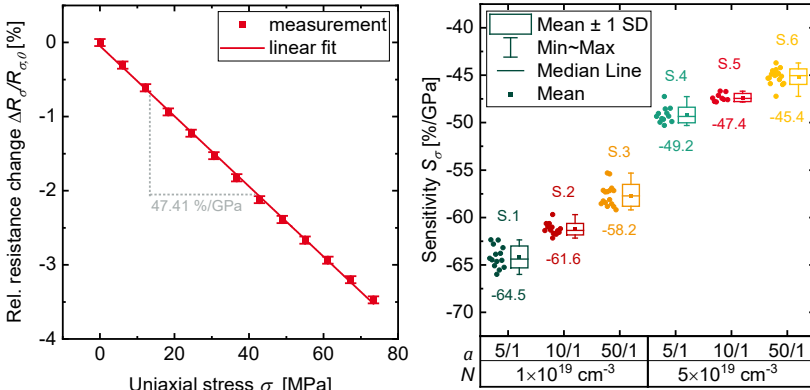 Rel. resistance change ΔRσ/Rσ,0 [%]
0
-1
-2
-3
-4
measurement
linear fit
47.41 %/GPa
0
20
40
60
80
Uniaxial stress σ [MPa]
Sensitivity Sσ [%/GPa]
-40
-45
-50
-55
-60
-65
-70
Mean ± 1 SD
Min~Max
Median Line
Mean
S.1
-64.5
S.2
-61.6
S.3
-58.2
S.4
-49.2
S.5
-47.4
S.6
-45.4
a 5/1 10/1 50/1 5/1 10/1 50/1
N 1×10¹⁹ cm⁻³ 5×10¹⁹ cm⁻³